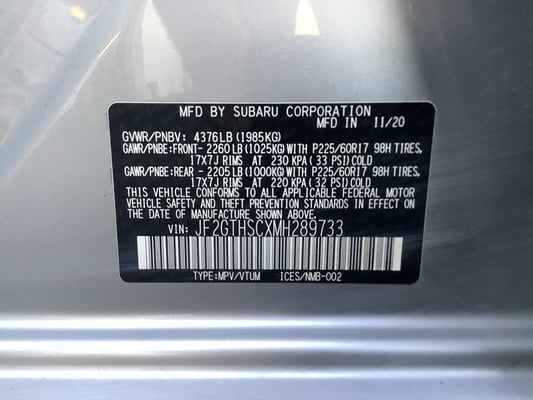 MFD BY SUBARU CORPORATION
MFD IN 11/20
GVWR/PNBV: 4376LB (1985KG)
GAWR/PNBE:FRONT- 2260LB (1025KG) WITH P225/60R17 98H TIRES,
17X7J RIMS AT 230 KPA (33 PSI) COLD
GAWR/PNBE:REAR - 2205LB (1000KG) WITH P225/60R17 98H TIRES,
17X7J RIMS AT 220 KPA (32 PSI) COLD
THIS VEHICLE CONFORMS TO ALL APPLICABLE FEDERAL MOTOR
VEHICLE SAFETY AND THEFT PREVENTION STANDARDS IN EFFECT
ON THE DATE OF MANUFACTURE SHOWN ABOVE.
VIN: JF2GTHSCXMH289733
TYPE:MPV/VTUM ICES/NMB-002